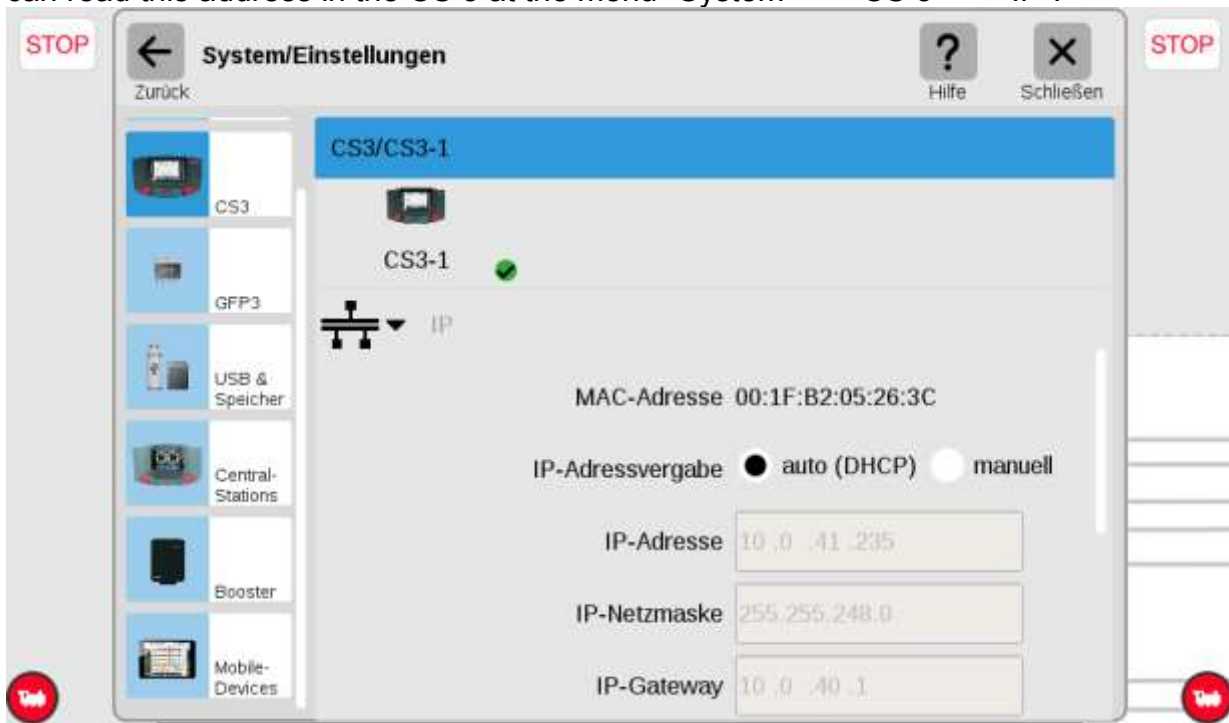 STOP
System/Einstellungen
STOP
Zurück
Hilfe
Schließen
CS3
CS3/CS3-1
CS3-1
GFP3
IP
USB &
Speicher
MAC-Adresse 00:1F:B2:05:26:3C
Central-
Stations
IP-Adressvergabe auto (DHCP) manuell
IP-Adresse 10 .0 .41 .235
Booster
IP-Netzmaske 255.255.248.0
Mobile-
Devices
IP-Gateway 10 .0 .40 .1